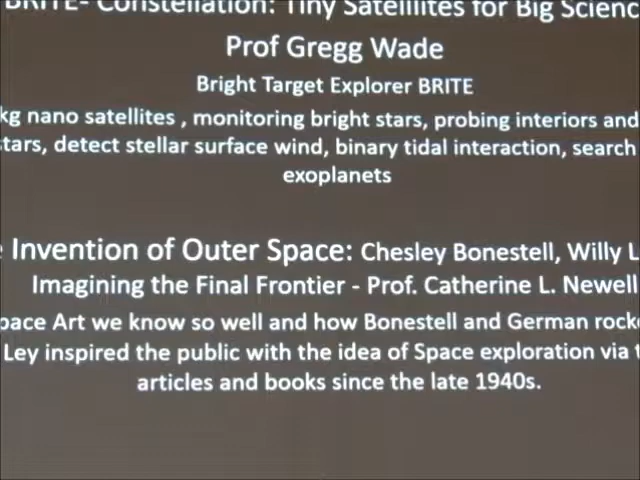 BRITE- Constellation: Tiny Satellites for Big Scienc
Prof Gregg Wade
Bright Target Explorer BRITE
kg nano satellites , monitoring bright stars, probing interiors and
tars, detect stellar surface wind, binary tidal interaction, search
exoplanets
e Invention of Outer Space: Chesley Bonestell, Willy L
Imagining the Final Frontier - Prof. Catherine L. Newell
pace Art we know so well and how Bonestell and German rocke
Ley inspired the public with the idea of Space exploration via t
articles and books since the late 1940s.